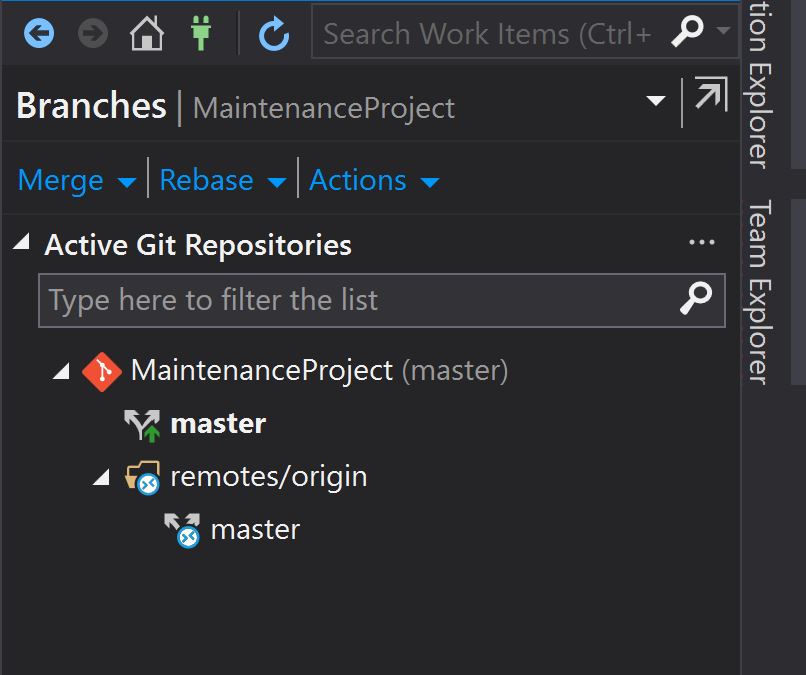 Search Work Items (Ctrl+
Branches | MaintenanceProject
Merge Rebase Actions
Active Git Repositories
Type here to filter the list
MaintenanceProject (master)
master
remotes/origin
master
tion Explorer
Team Explorer